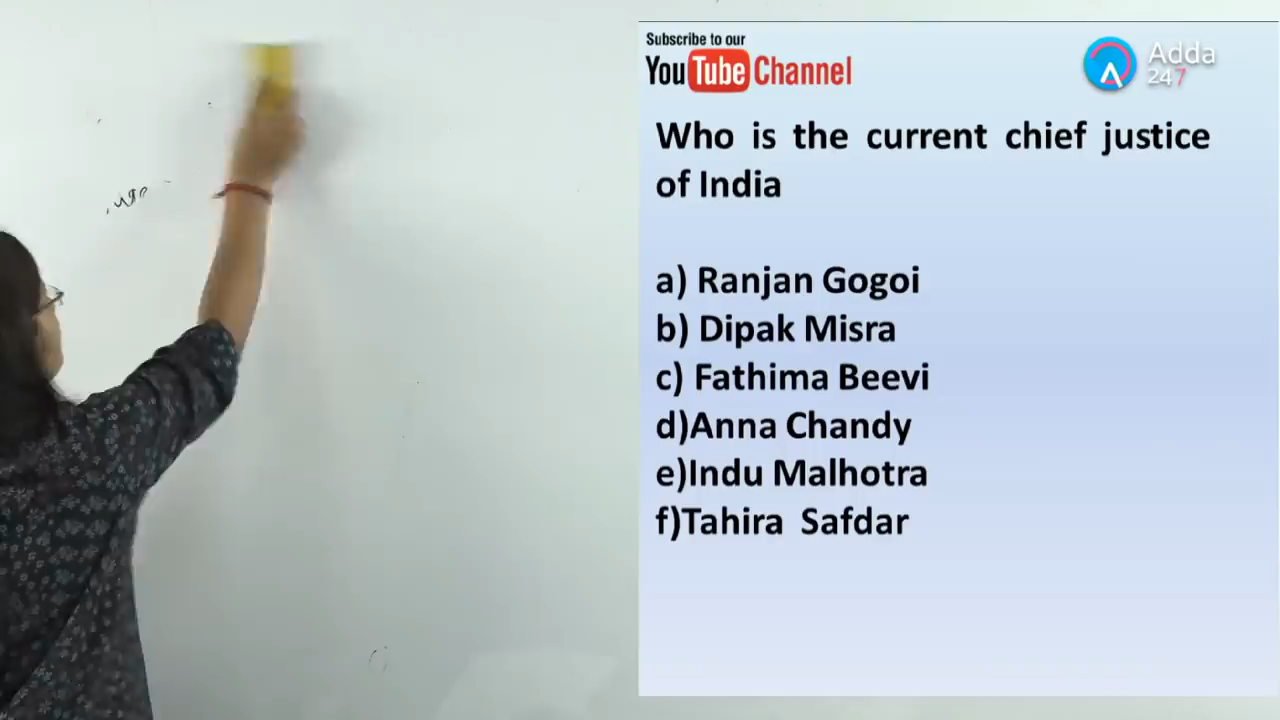 Subscribe to our
YouTube Channel
Adda
247
Who is the current chief justice
of India
a) Ranjan Gogoi
b) Dipak Misra
c) Fathima Beevi
d)Anna Chandy
e)Indu Malhotra
f)Tahira Safdar